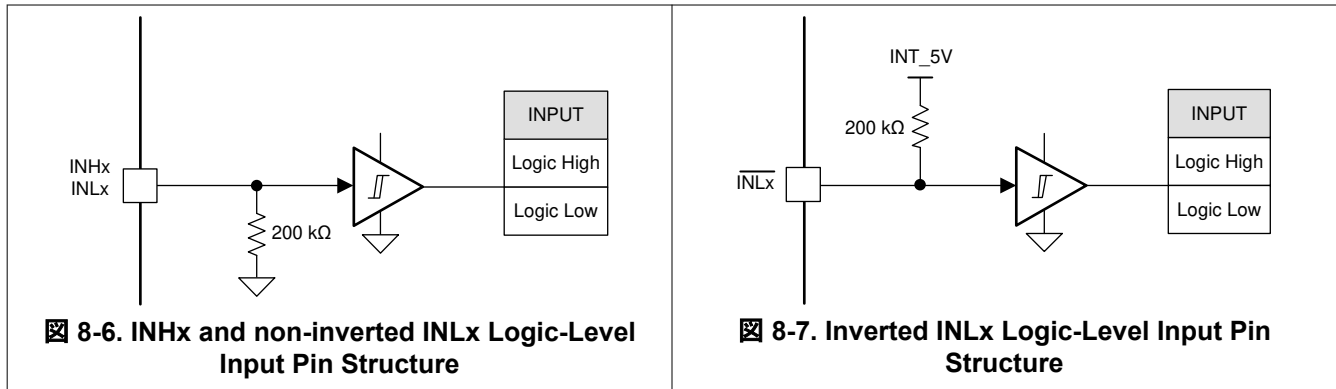 INHx
INLx
200 kΩ
INPUT
Logic High
Logic Low
図 8-6. INHx and non-inverted INLx Logic-Level
Input Pin Structure
INT_5V
200 kΩ
INLx
INPUT
Logic High
Logic Low
図 8-7. Inverted INLx Logic-Level Input Pin
Structure